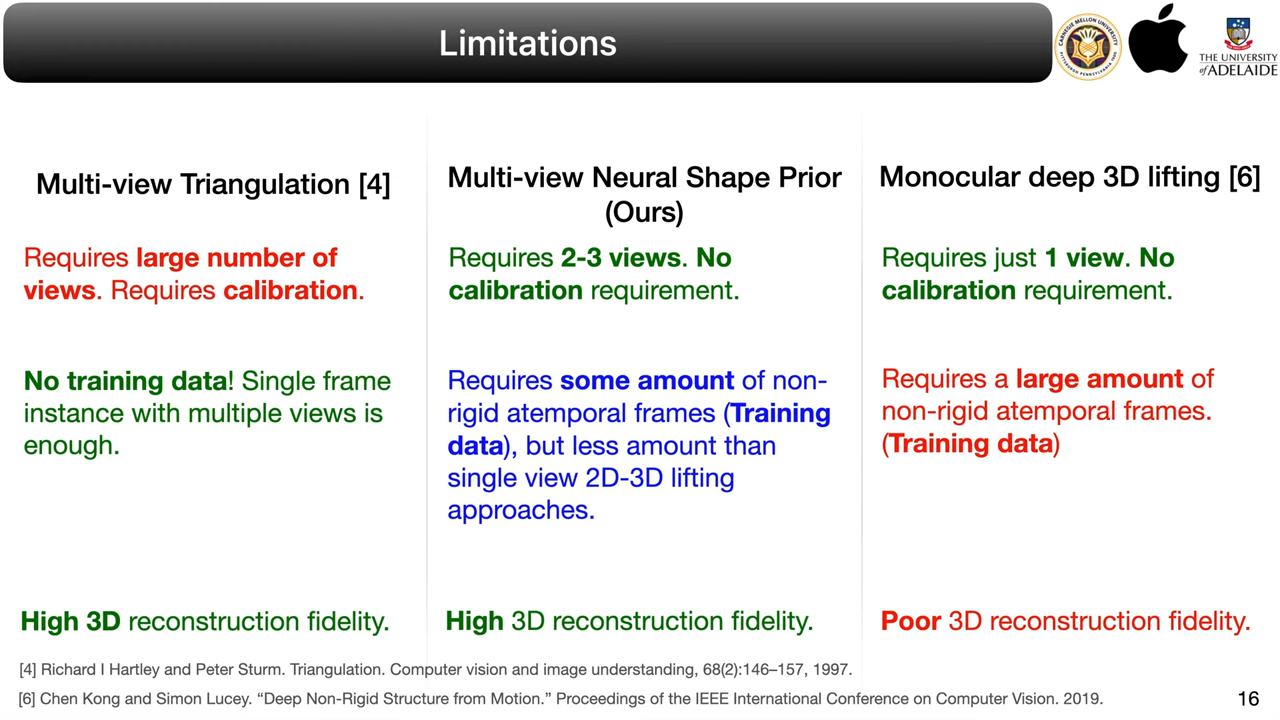 Limitations
CARNEGIE MELLON UNIVERSITY
THE UNIVERSITY
of ADELAIDE
Multi-view Triangulation [4]
Requires large number of
views. Requires calibration.
No training data! Single frame
instance with multiple views is
enough.
High 3D reconstruction fidelity.
Multi-view Neural Shape Prior
(Ours)
Requires 2-3 views. No
calibration requirement.
Requires some amount of non-
rigid atemporal frames (Training
data), but less amount than
single view 2D-3D lifting
approaches.
High 3D reconstruction fidelity.
Monocular deep 3D lifting [6]
Requires just 1 view. No
calibration requirement.
Requires a large amount of
non-rigid atemporal frames.
(Training data)
Poor 3D reconstruction fidelity.
[4] Richard I Hartley and Peter Sturm. Triangulation. Computer vision and image understanding, 68(2):146–157, 1997.
[6] Chen Kong and Simon Lucey. “Deep Non-Rigid Structure from Motion.” Proceedings of the IEEE International Conference on Computer Vision. 2019.
16